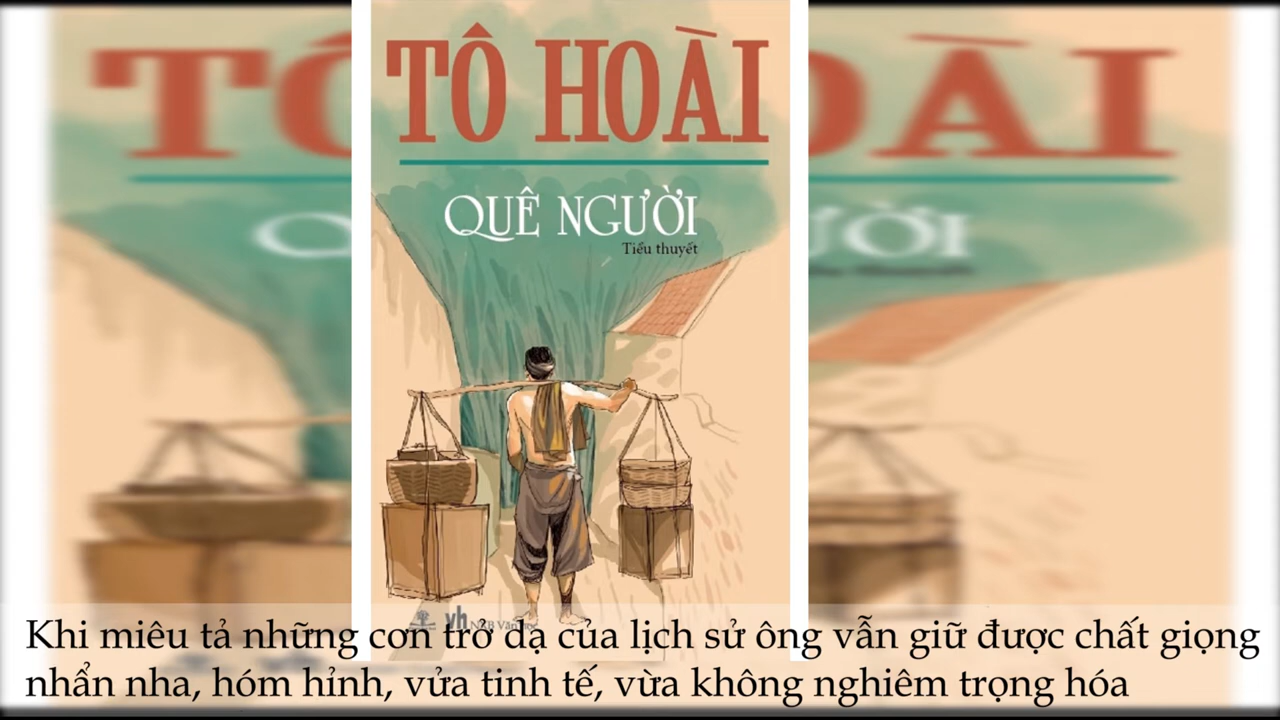 TÔ HOÀI
QUÊ NGƯỜI
Tiểu thuyết
vh
Khi miêu tả những cơn trở dạ của lịch sử ông vẫn giữ được chất giọng
nhẩn nha, hóm hỉnh, vửa tinh tế, vừa không nghiêm trọng hóa